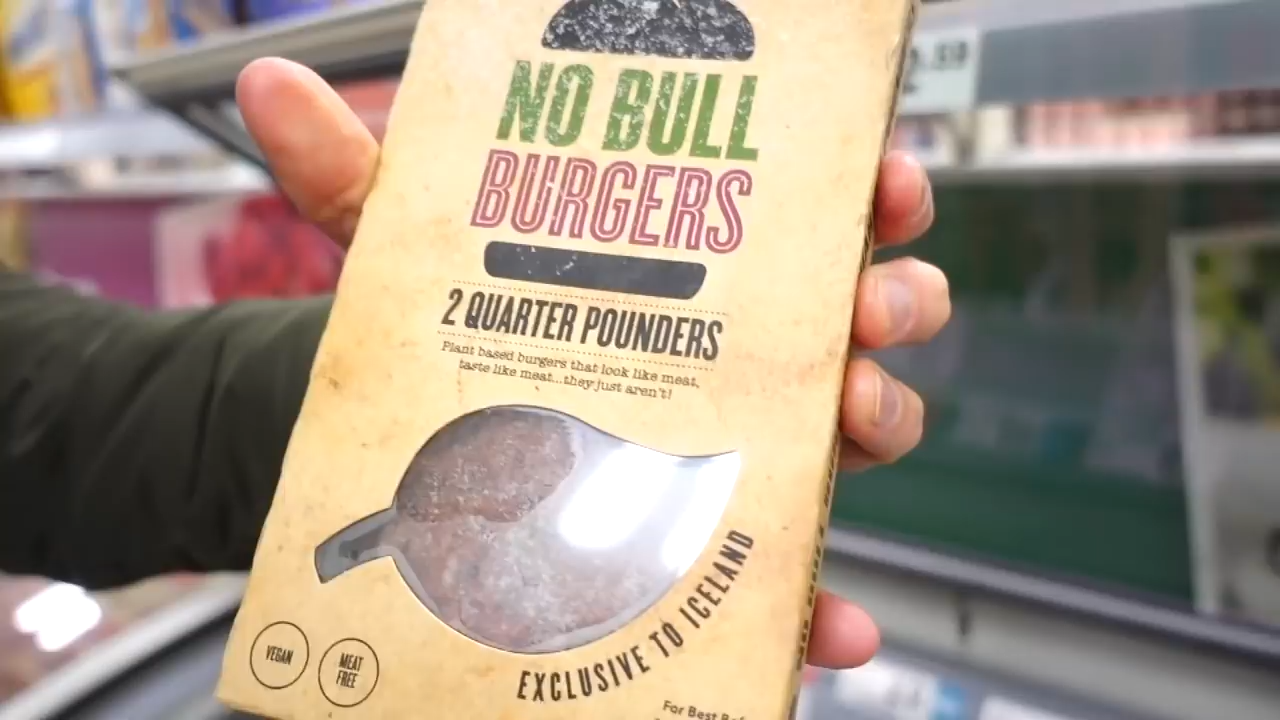 NO BULL
BURGERS
2 QUARTER POUNDERS
Plant based burgers that look like meat,
taste like meat...they just aren't!
EXCLUSIVE TO ICELAND
VEGAN
MEAT
FREE
For Best